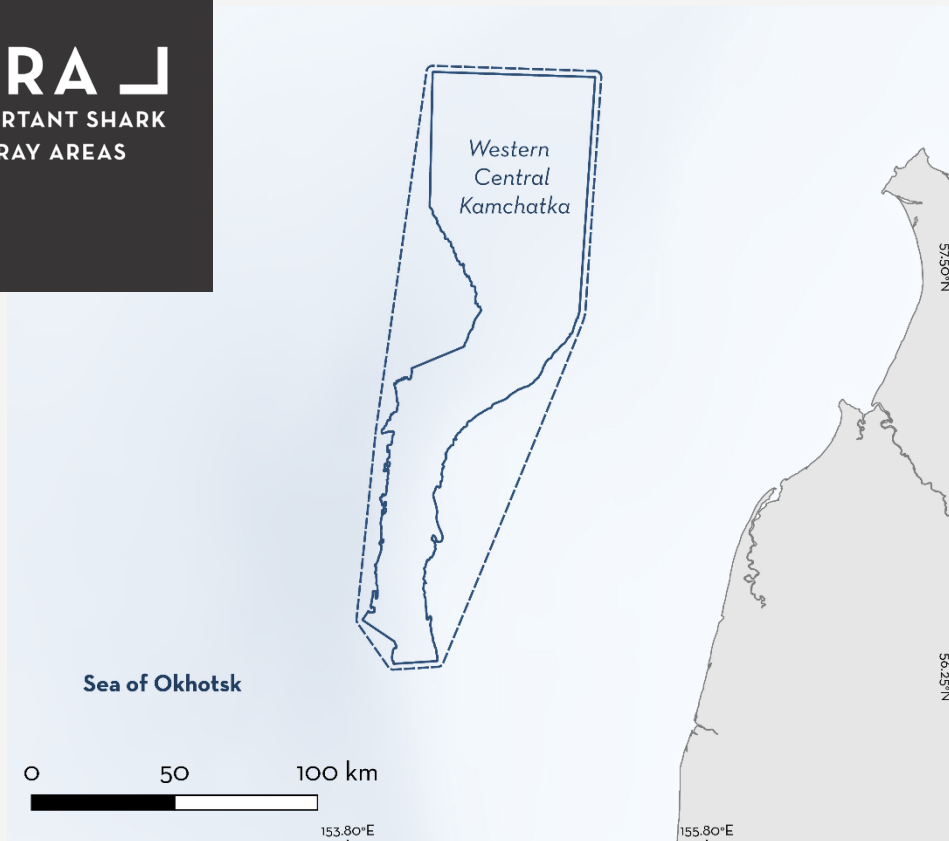 RA
RTANT SHARK
RAY AREAS
Western
Central
Kamchatka
57.50°N
56.25°N
Sea of Okhotsk
0 50 100 km
153.80°E 155.80°E